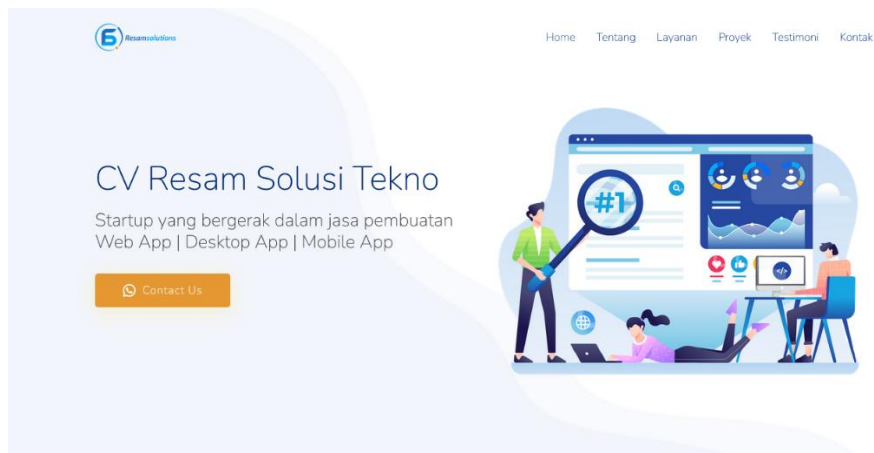 Resamsolutions
Home Tentang Layanan Proyek Testimoni Kontak
CV Resam Solusi Tekno
Startup yang bergerak dalam jasa pembuatan
Web App | Desktop App | Mobile App
Contact Us
#1
</>